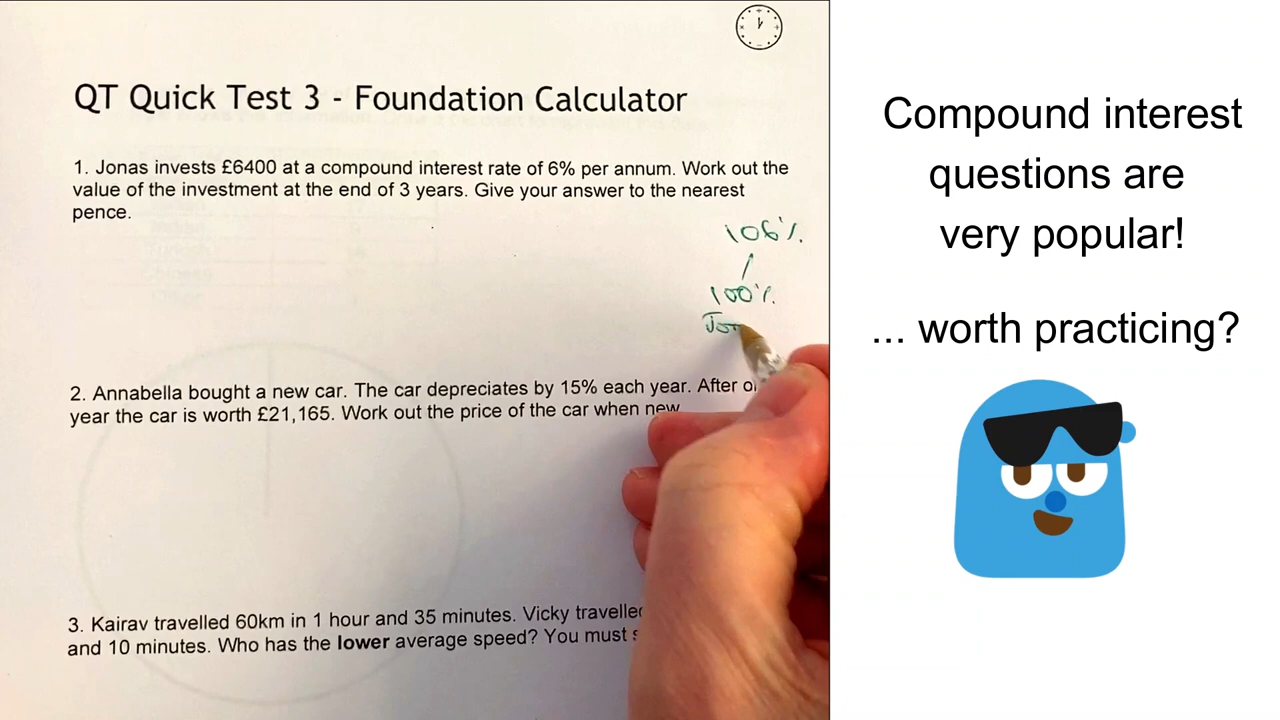 QT Quick Test 3 - Foundation Calculator
1. Jonas invests £6400 at a compound interest rate of 6% per annum. Work out the
value of the investment at the end of 3 years. Give your answer to the nearest
pence.
106%
100%
2. Annabella bought a new car. The car depreciates by 15% each year. After
year the car is worth £21,165. Work out the price of the car when new
3. Kairav travelled 60km in 1 hour and 35 minutes. Vicky
and 10 minutes. Who has the lower average speed? You must
Compound interest
questions are
very popular!
... worth practicing?